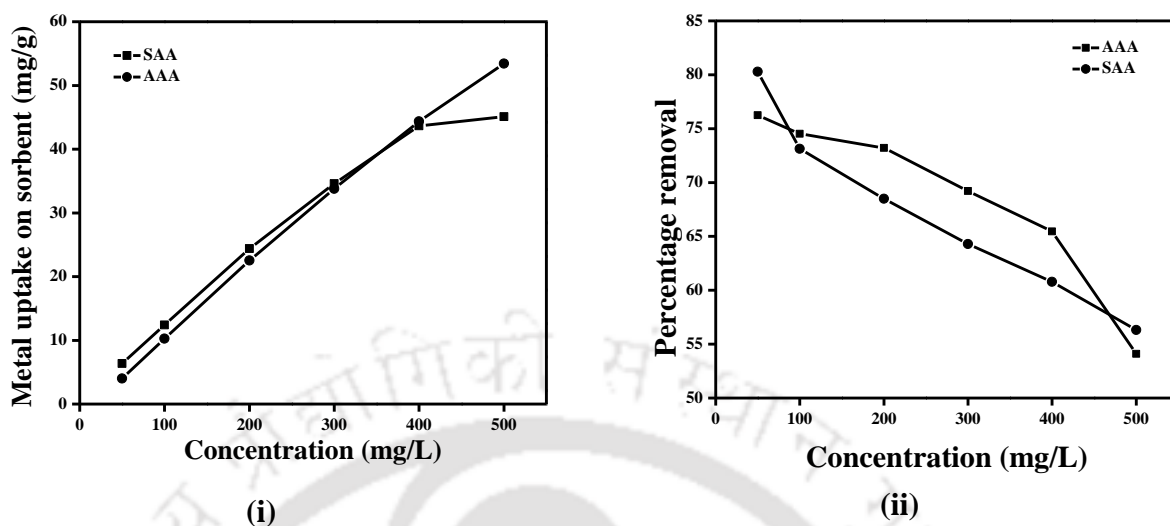 60
50
40
30
20
10
0
0
100
200
300
400
500
SAA
AAA
Metal uptake on sorbent (mg/g)
Concentration (mg/L)
(i)
85
80
75
70
65
60
55
50
0
100
200
300
400
500
AAA
SAA
Percentage removal
Concentration (mg/L)
(ii)